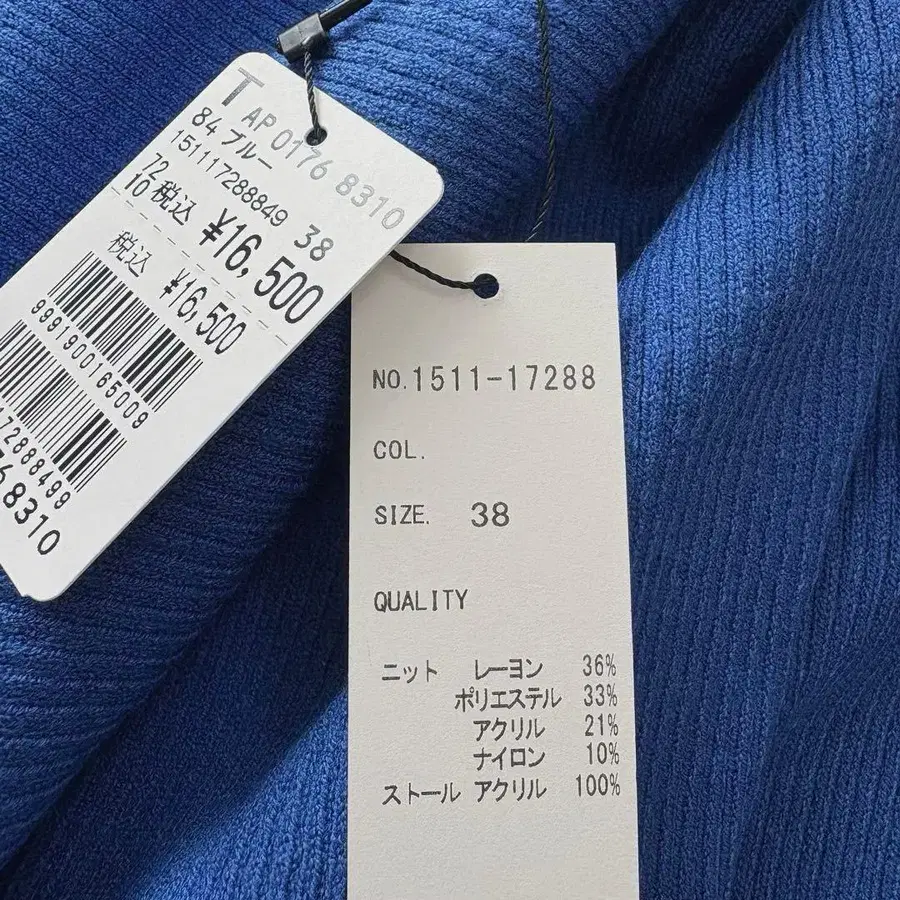 T AP 0176 8310
84 ブルー
151117288849 38
72
10 税込 ¥16,500
税込 ¥16,500
9991900165009
72888499
8310
NO. 1511-17288
COL.
SIZE. 38
QUALITY
ニット レーヨン 36%
ポリエステル 33%
アクリル 21%
ナイロン 10%
ストール アクリル 100%